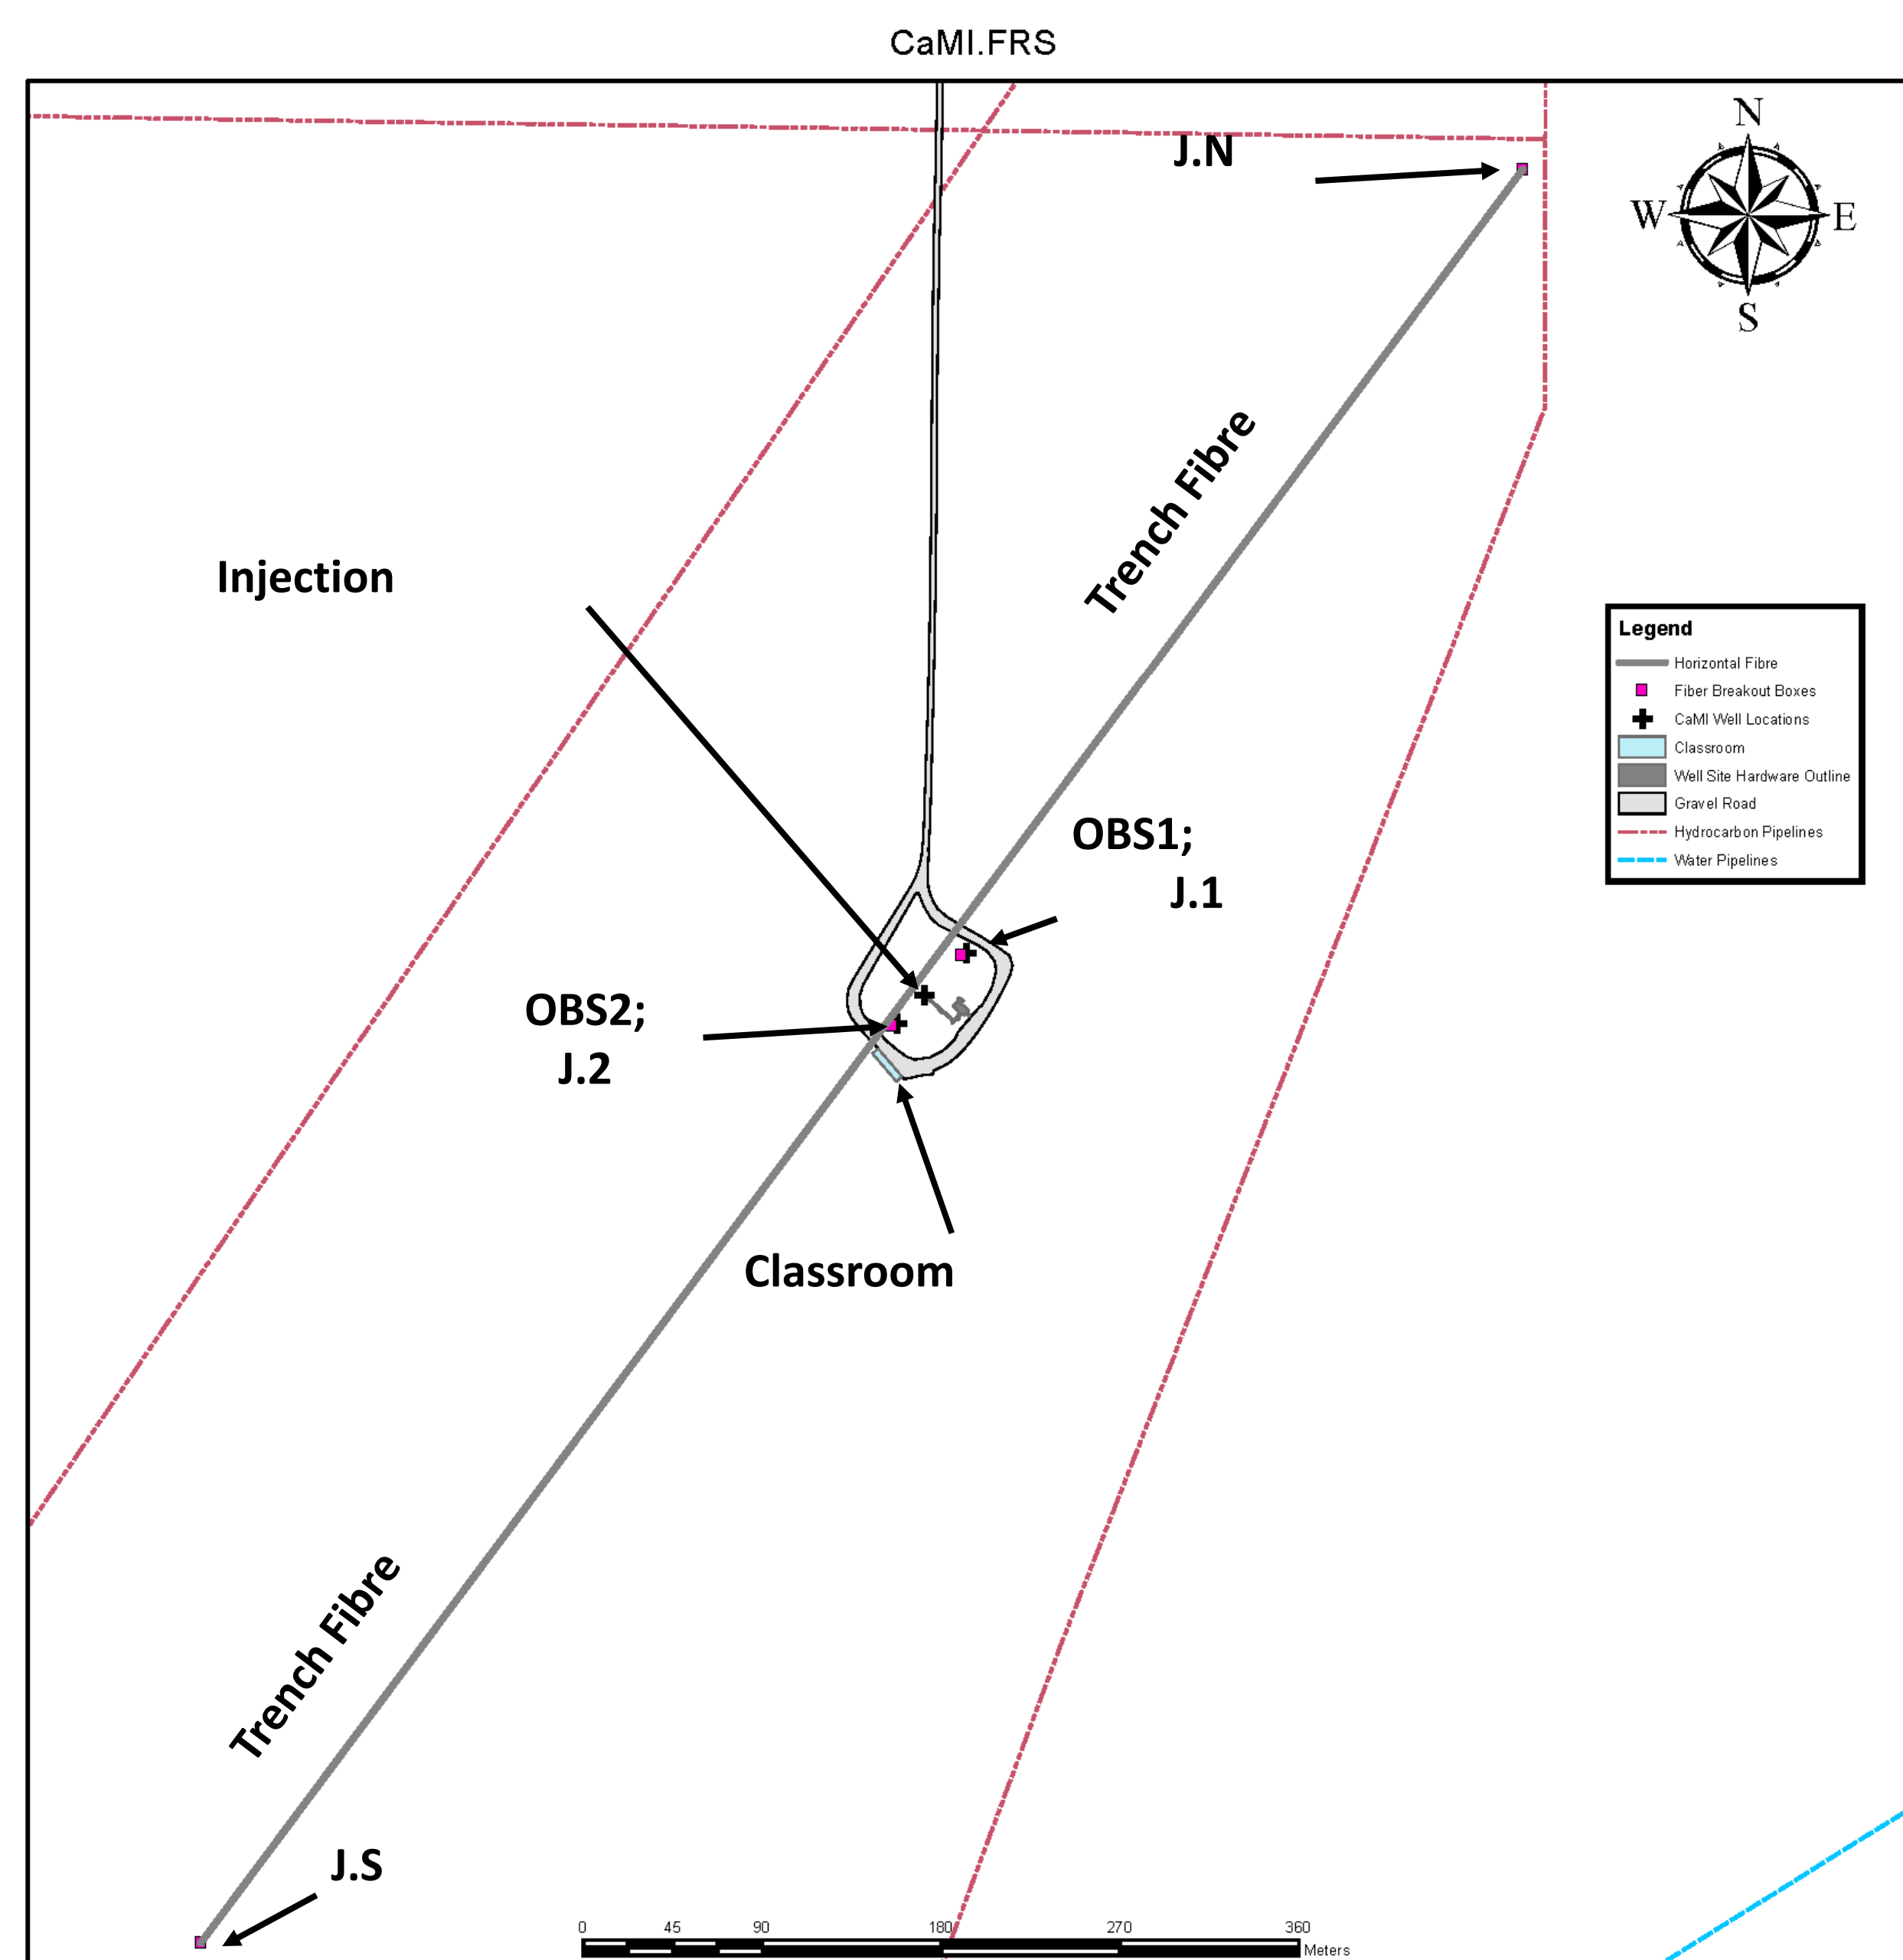 CaMI.FRS
J.N
N
W
E
S
Trench Fibre
Injection
Legend
Horizontal Fibre
Fiber Breakout Boxes
CaMI Well Locations
Classroom
Well Site Hardware Outline
Gravel Road
Hydrocarbon Pipelines
Water Pipelines
OBS1;
J.1
OBS2;
J.2
Classroom
Trench Fibre
J.S
0 45 90 180 270 360
Meters